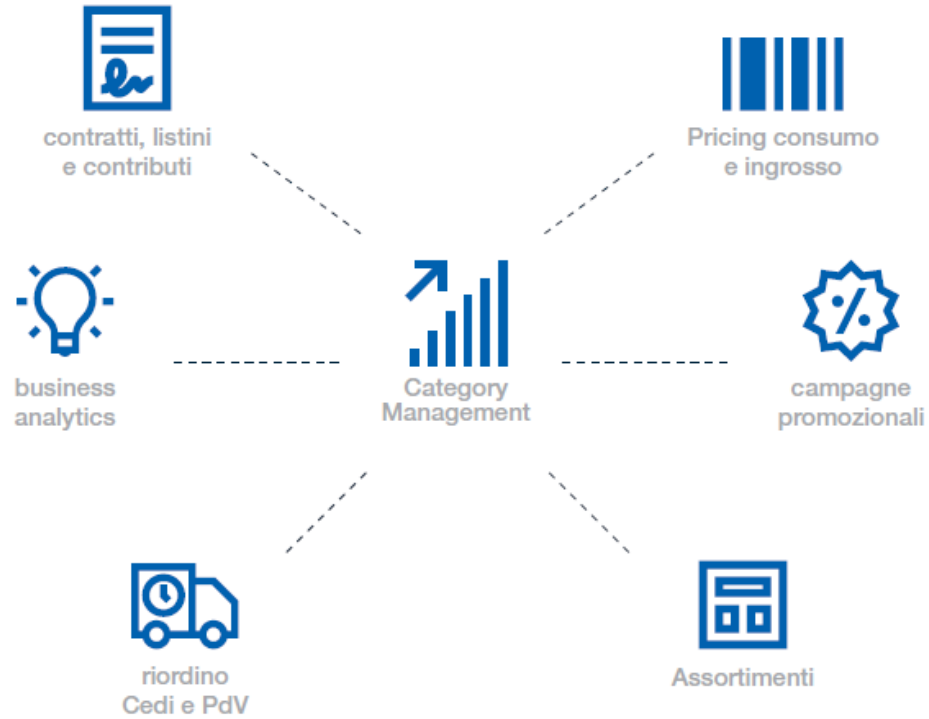 contratti, listini
e contributi
Pricing consumo
e ingrosso
business
analytics
Category
Management
campagne
promozionali
riordino
Cedi e PdV
Assortimenti